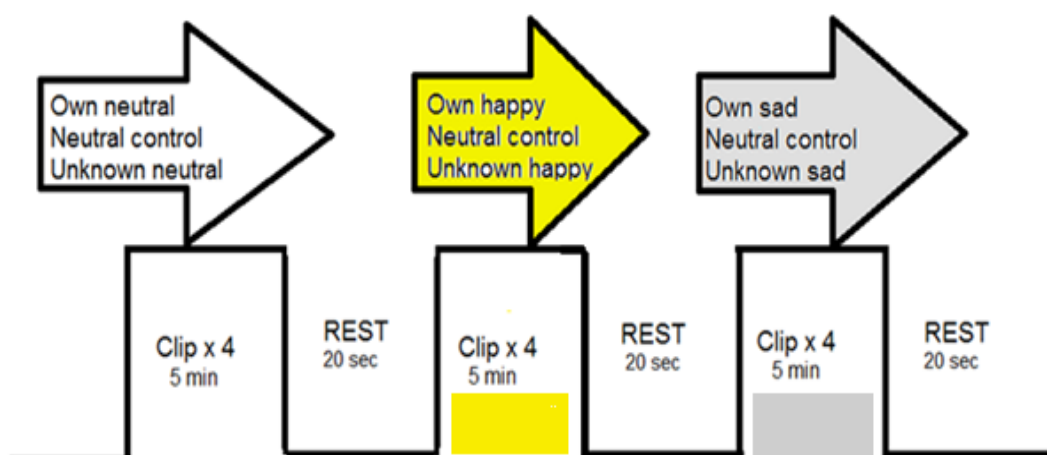 Own neutral
Neutral control
Unknown neutral
Own happy
Neutral control
Unknown happy
Own sad
Neutral control
Unknown sad
Clip x 4
5 min
REST
20 sec
Clip x 4
5 min
REST
20 sec
Clip x 4
5 min
REST
20 sec